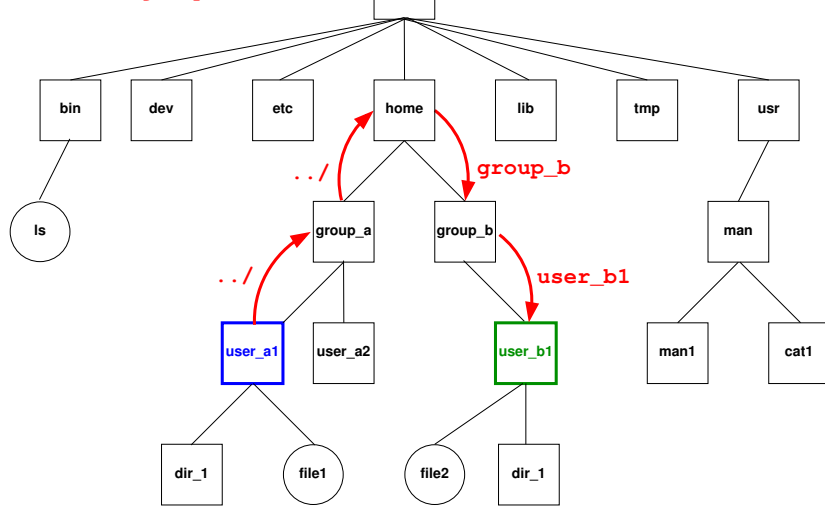 bin
dev
etc
home
lib
tmp
usr
../
group_b
ls
group_a
group_b
man
../
user_b1
user_a1
user_a2
user_b1
man1
cat1
dir_1
file1
file2
dir_1